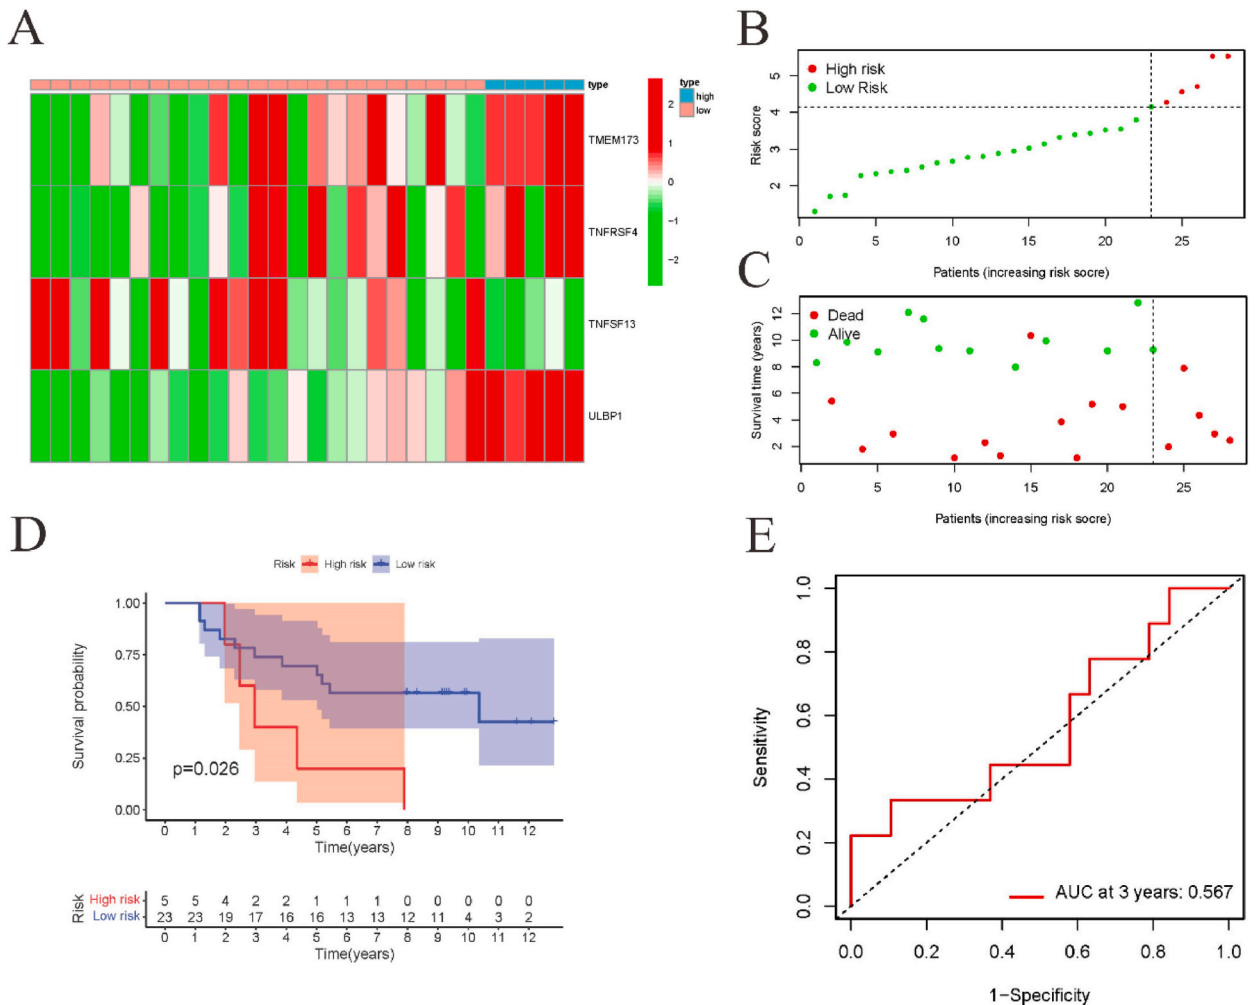 A
type
TMEM173
TNFRSF4
TNFSF13
ULBP1
2
1
0
−1
−2
type
high
low
B
High risk
Low Risk
Risk score
5
4
3
2
0 5 10 15 20 25
Patients (increasing risk socre)
C
Dead
Alive
Survival time (years)
12
10
8
6
4
2
0 5 10 15 20 25
Patients (increasing risk socre)
D
Risk High risk Low risk
Survival probability
1.00
0.75
0.50
0.25
0.00
p=0.026
0 1 2 3 4 5 6 7 8 9 10 11 12
Time(years)
Risk
High risk 5 5 4 2 2 1 1 1 0 0 0 0 0
Low risk 23 23 19 17 16 16 13 13 12 11 4 3 2
0 1 2 3 4 5 6 7 8 9 10 11 12
Time(years)
E
Sensitivity
1.0
0.8
0.6
0.4
0.2
0.0
AUC at 3 years: 0.567
0.0 0.2 0.4 0.6 0.8 1.0
1−Specificity